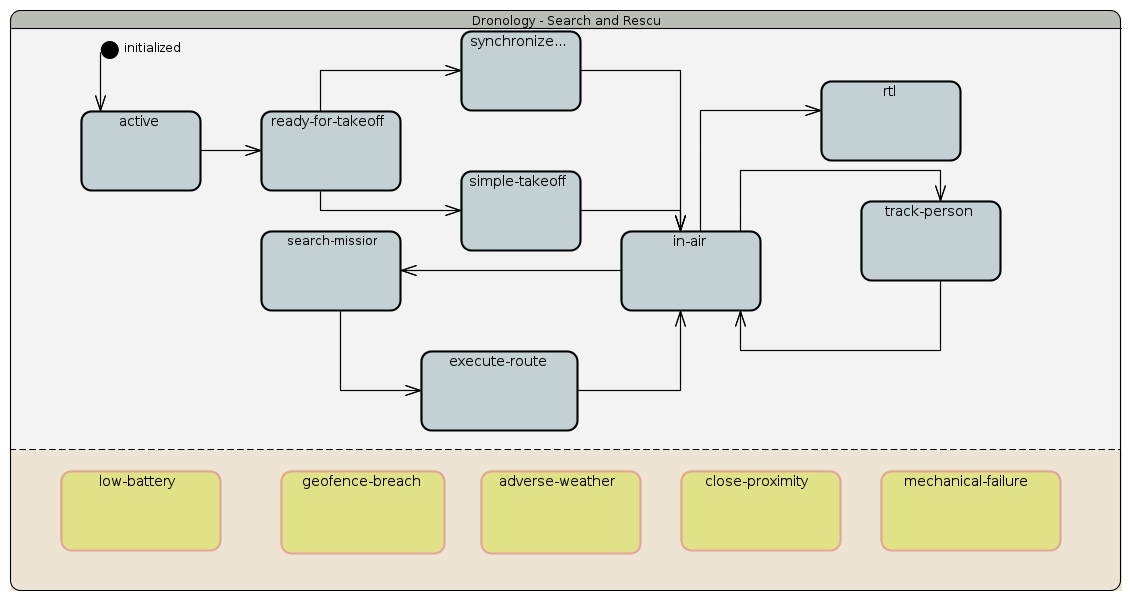 Dronology - Search and Rescu
initialized
synchronize...
active
ready-for-takeoff
rtl
simple-takeoff
track-person
search-missior
in-air
execute-route
low-battery
geofence-breach
adverse-weather
close-proximity
mechanical-failure